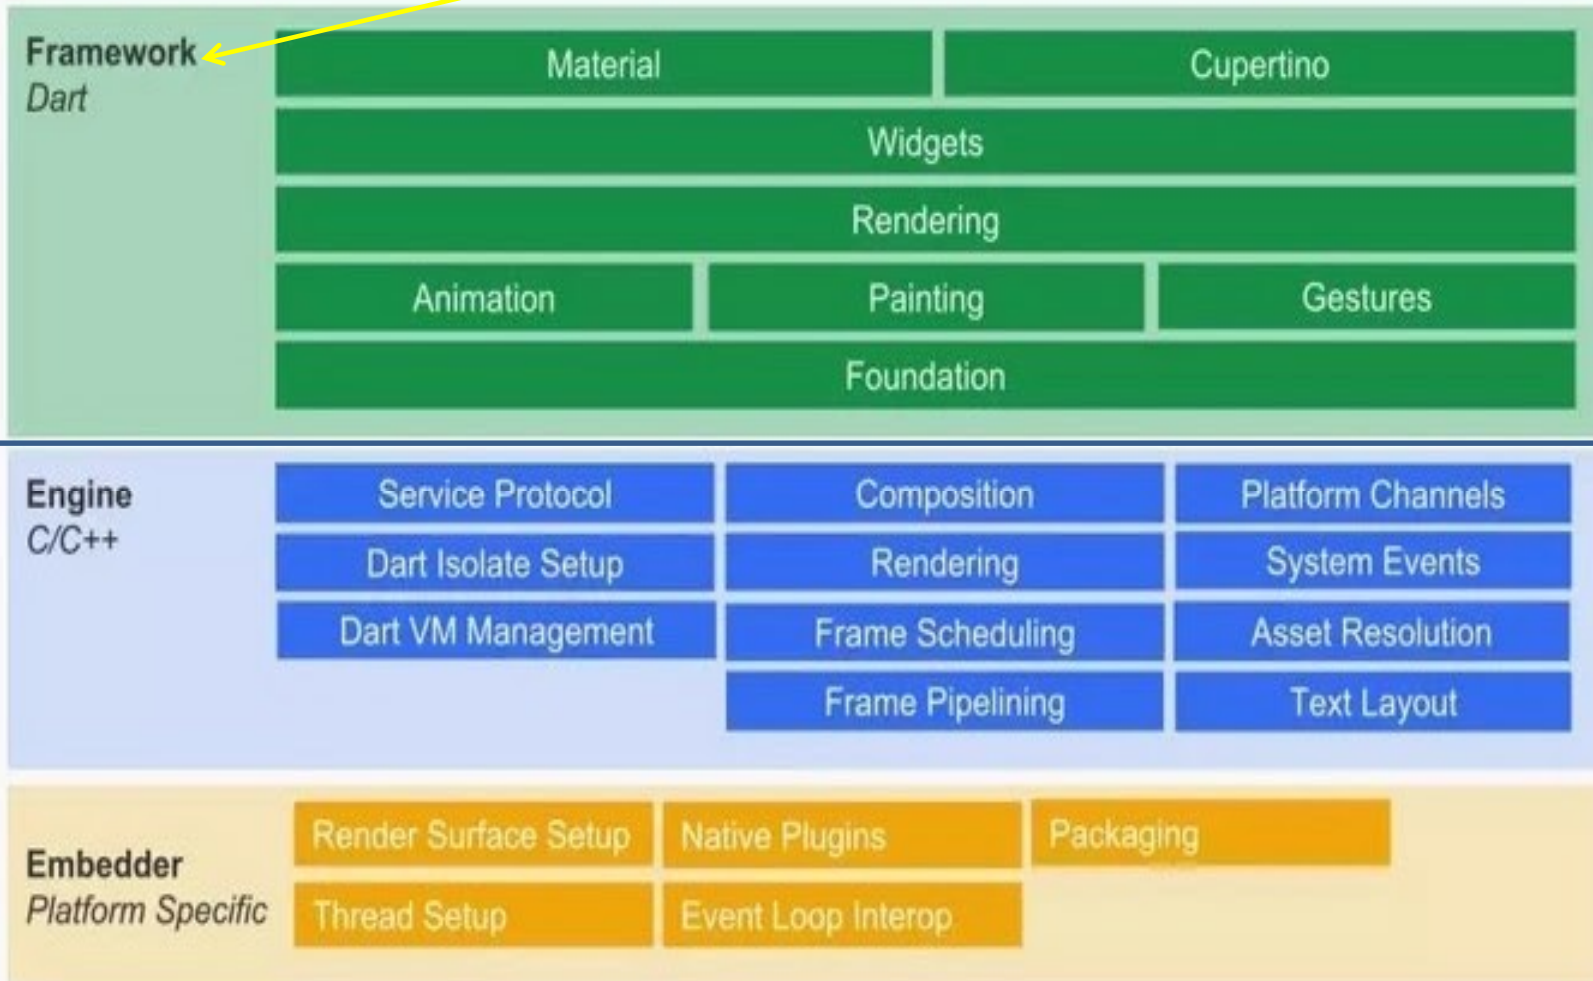 Framework
Dart
Material
Cupertino
Widgets
Rendering
Animation
Painting
Gestures
Foundation
Engine
C/C++
Service Protocol
Composition
Platform Channels
Dart Isolate Setup
Rendering
System Events
Dart VM Management
Frame Scheduling
Asset Resolution
Frame Pipelining
Text Layout
Embedder
Platform Specific
Render Surface Setup
Native Plugins
Packaging
Thread Setup
Event Loop Interop